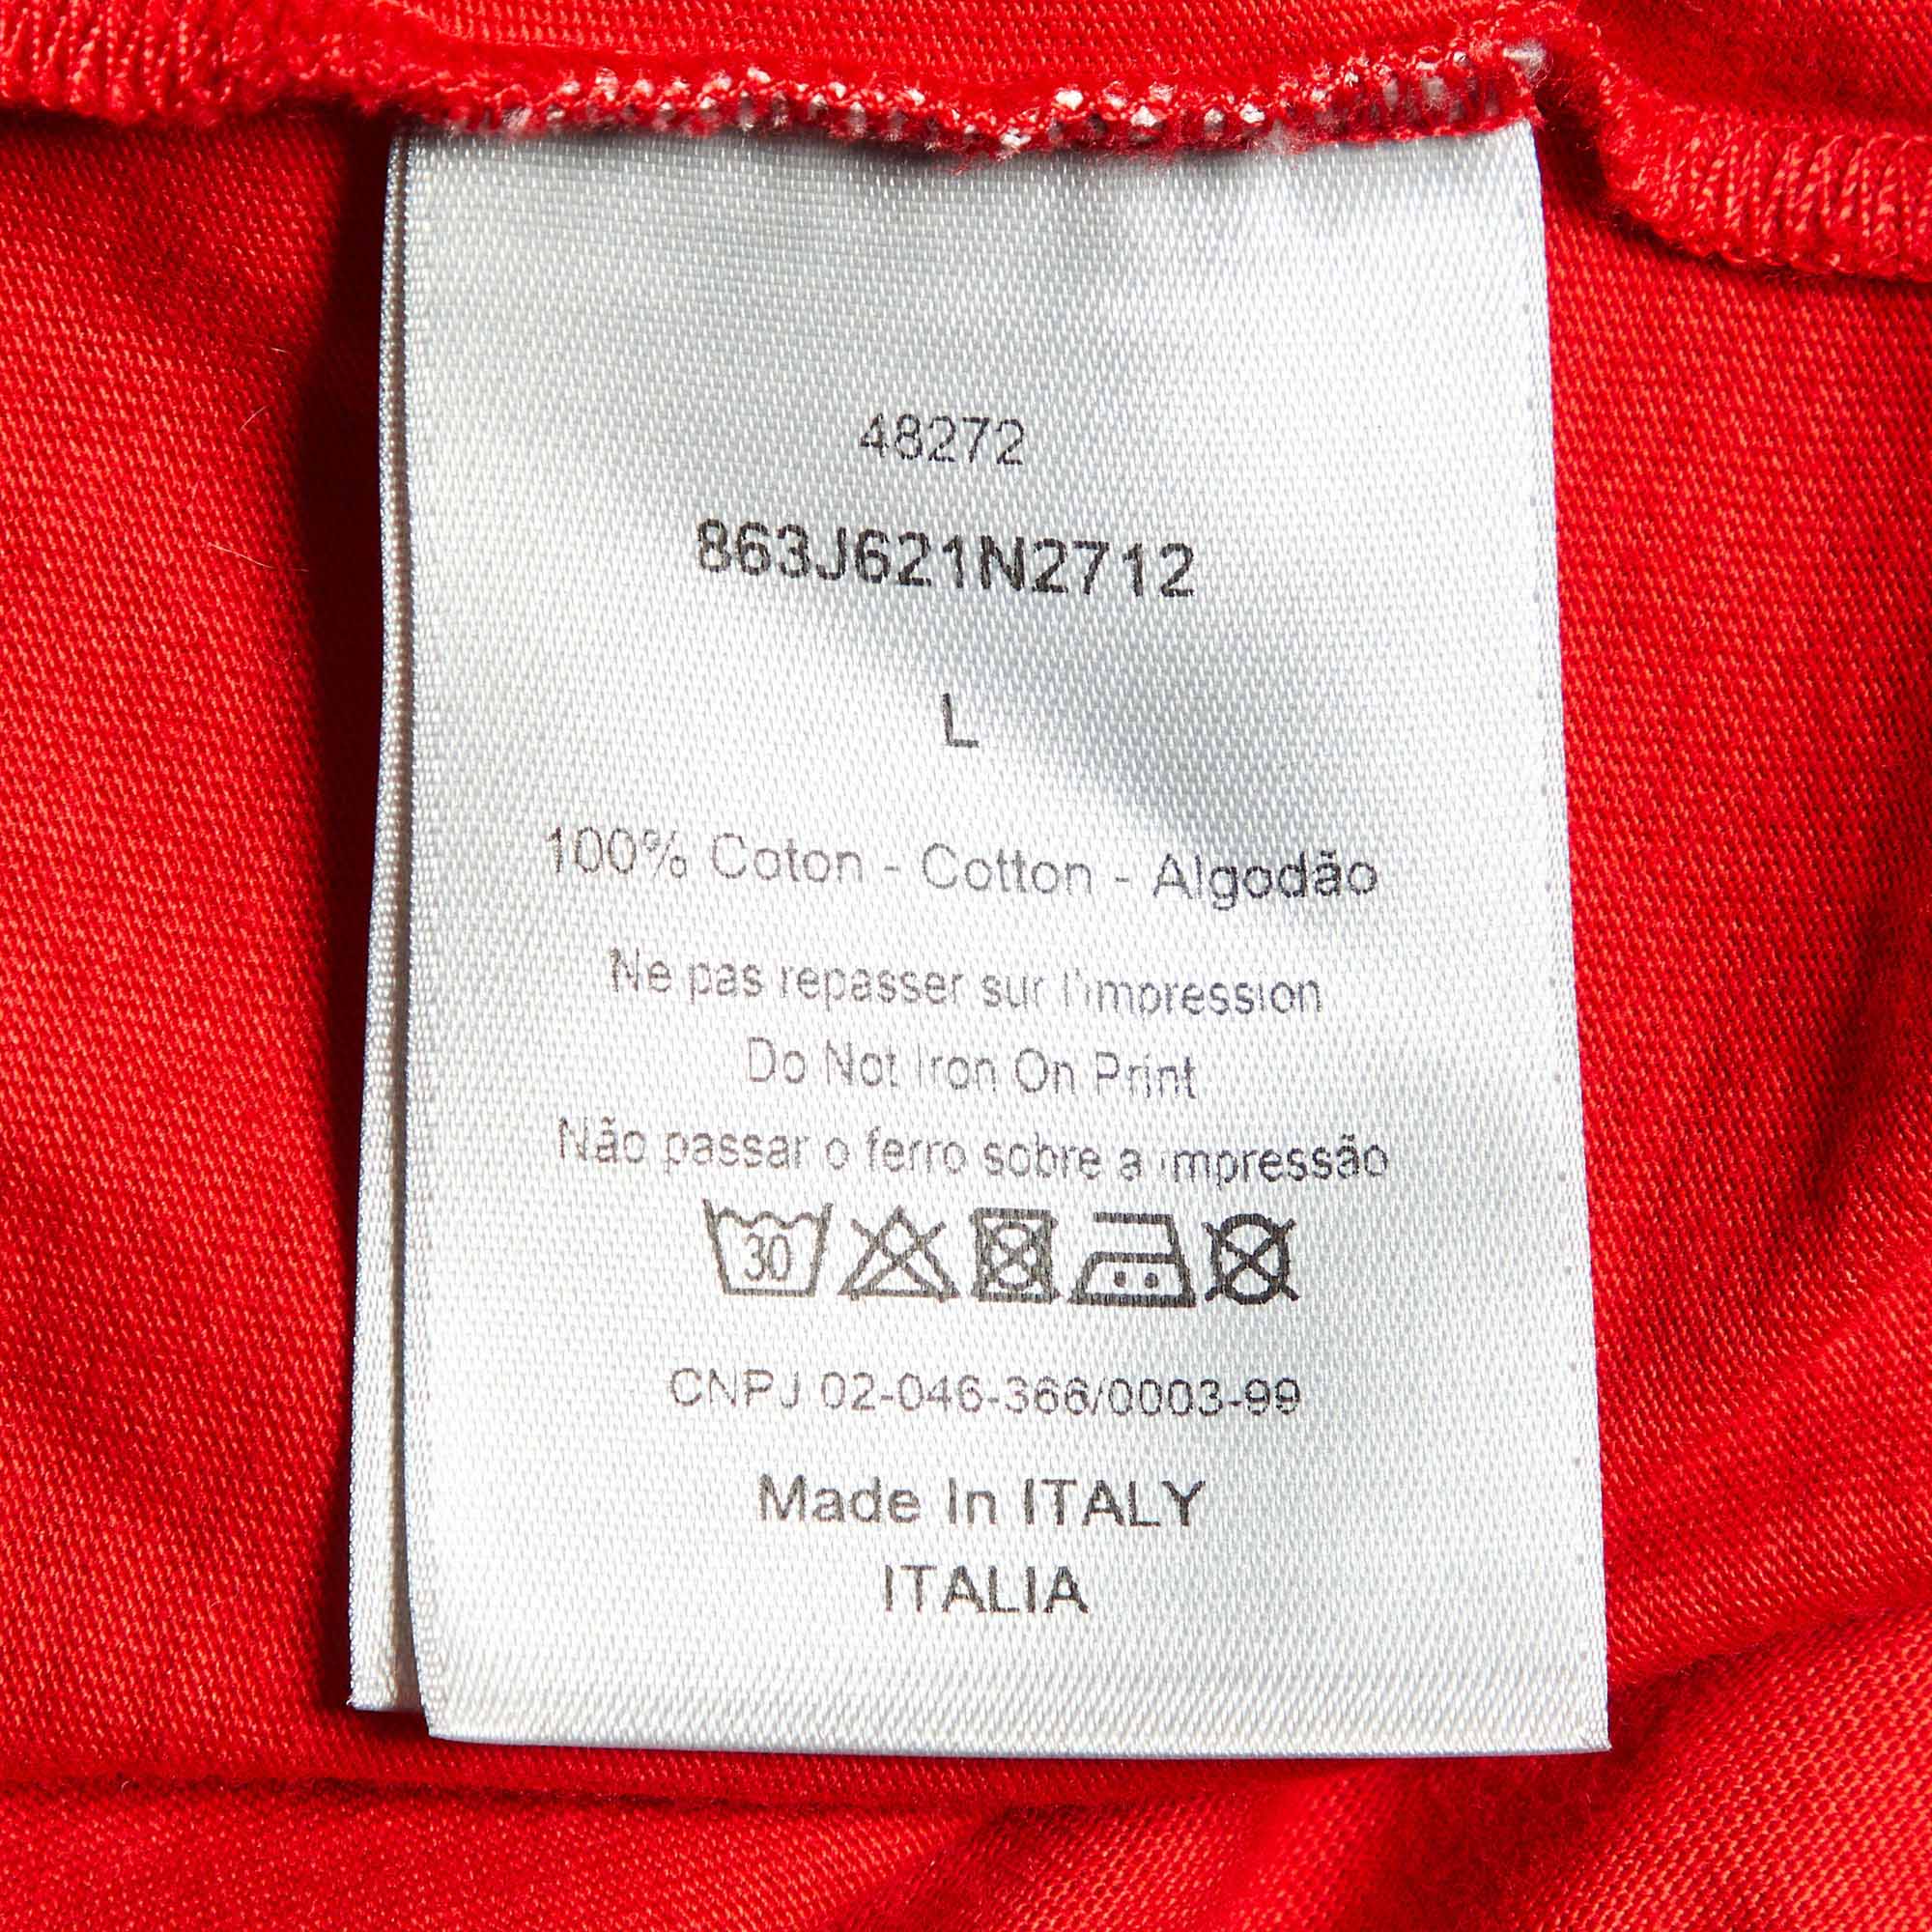 48272
863J621N2712
L
100% Coton - Cotton - Algodão
Ne pas repasser sur l'impression
Do Not Iron On Print
Não passar o ferro sobre a impressão
30
CNPJ 02-046-366/0003-99
Made In ITALY
ITALIA